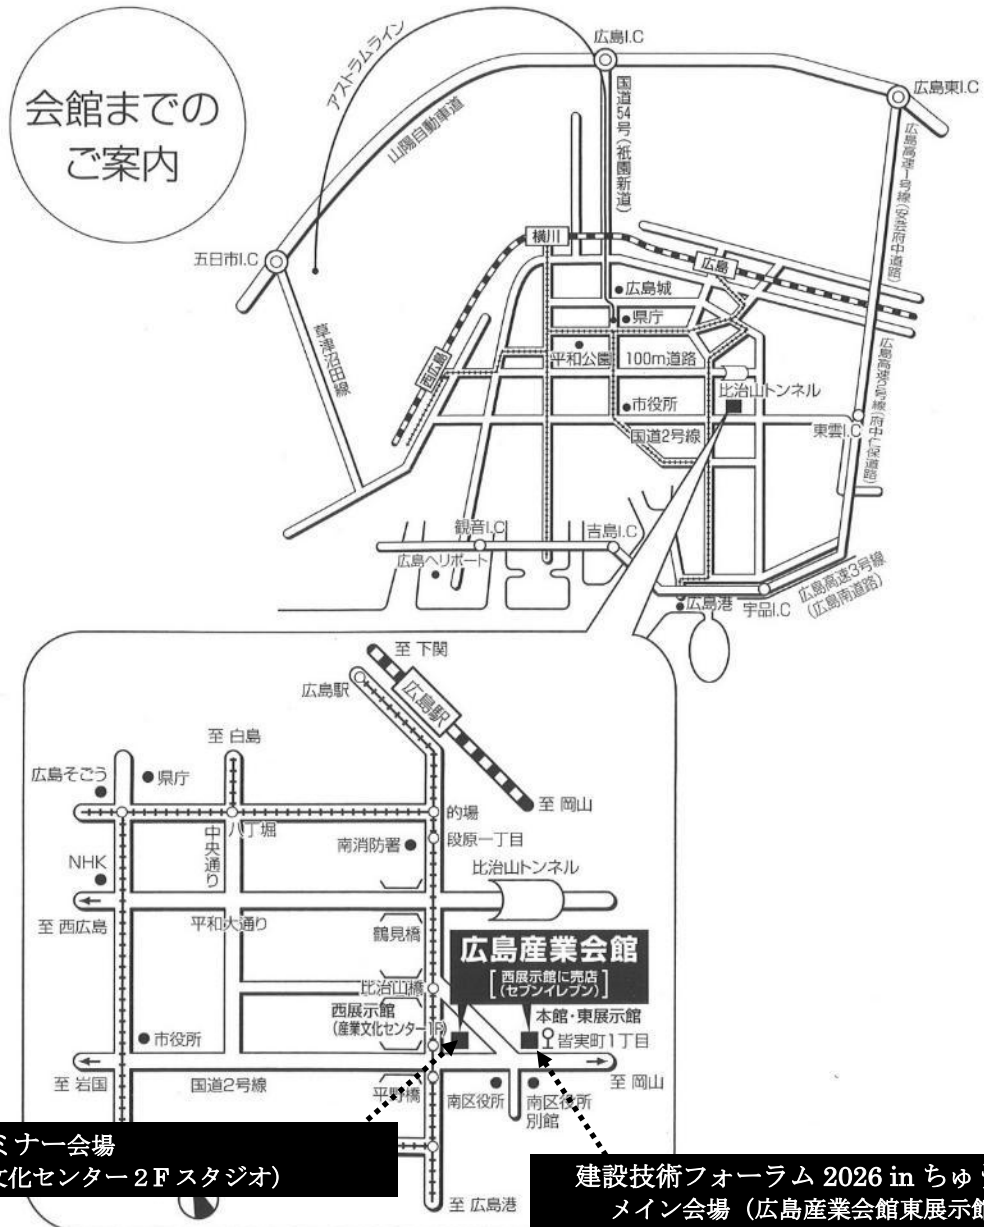 会館までの
ご案内
アストラムライン
山陽自動車道
広島I.C
国道54号(祇園新道)
広島東I.C
広島高速1号線(安芸府中道路)
五日市I.C
草津沼田線
横川
広島
西広島
広島城
県庁
平和公園
100m道路
比治山トンネル
市役所
国道2号線
東雲I.C
広島高速2号線(府中仁保道路)
観音I.C
吉島I.C
広島ヘリポート
広島港
宇品I.C
広島高速3号線
(広島南道路)
至 下関
広島駅
広島駅
至 岡山
至 白島
広島そごう
県庁
八丁堀
的場
段原一丁目
中央通り
南消防署
NHK
比治山トンネル
至 西広島
平和大通り
鶴見橋
広島産業会館
[西展示館に売店
(セブンイレブン)]
比治山橋
西展示館
(産業文化センター1F)
本館・東展示館
皆実町1丁目
市役所
至 岩国
国道2号線
平野橋
南区役所
南区役所
別館
至 岡山
ミナー会場
文化センター2Fスタジオ)
至 広島港
建設技術フォーラム 2026 in ちゅ
メイン会場(広島産業会館東展示館